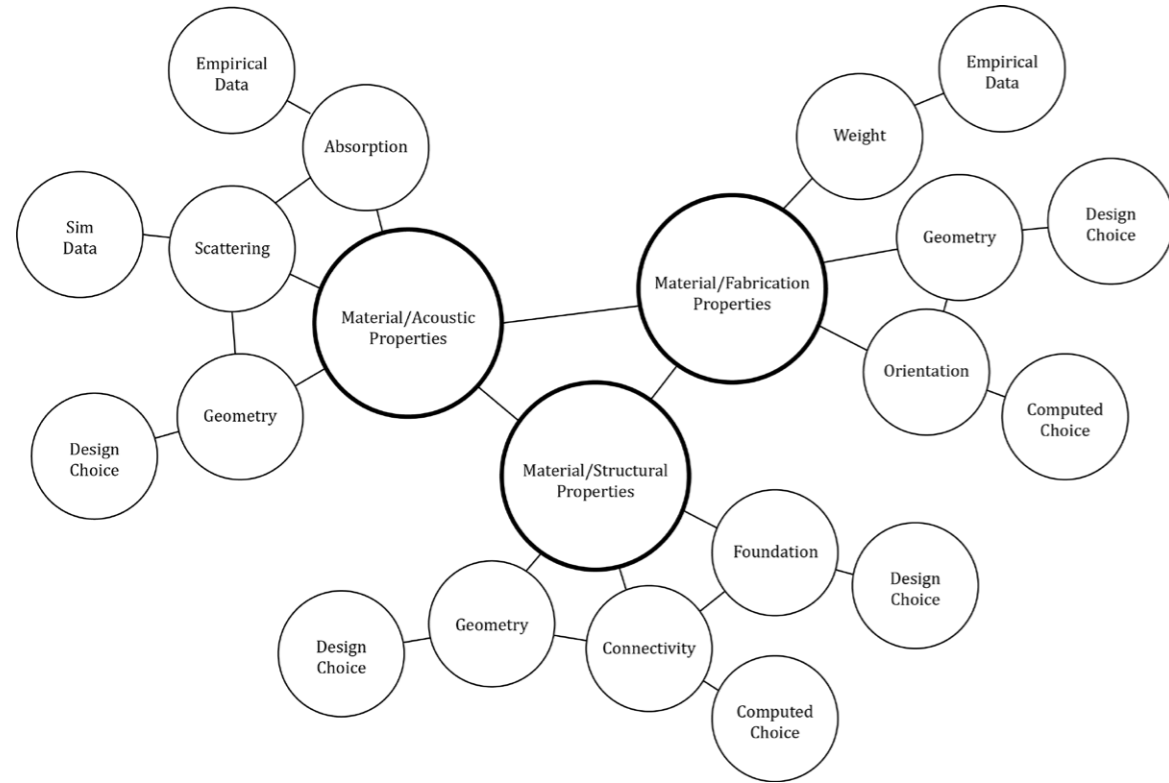 Empirical
Data
Absorption
Sim
Data
Scattering
Material/Acoustic
Properties
Geometry
Design
Choice
Empirical
Data
Weight
Geometry
Design
Choice
Material/Fabrication
Properties
Orientation
Computed
Choice
Material/Structural
Properties
Foundation
Design
Choice
Geometry
Design
Choice
Connectivity
Computed
Choice